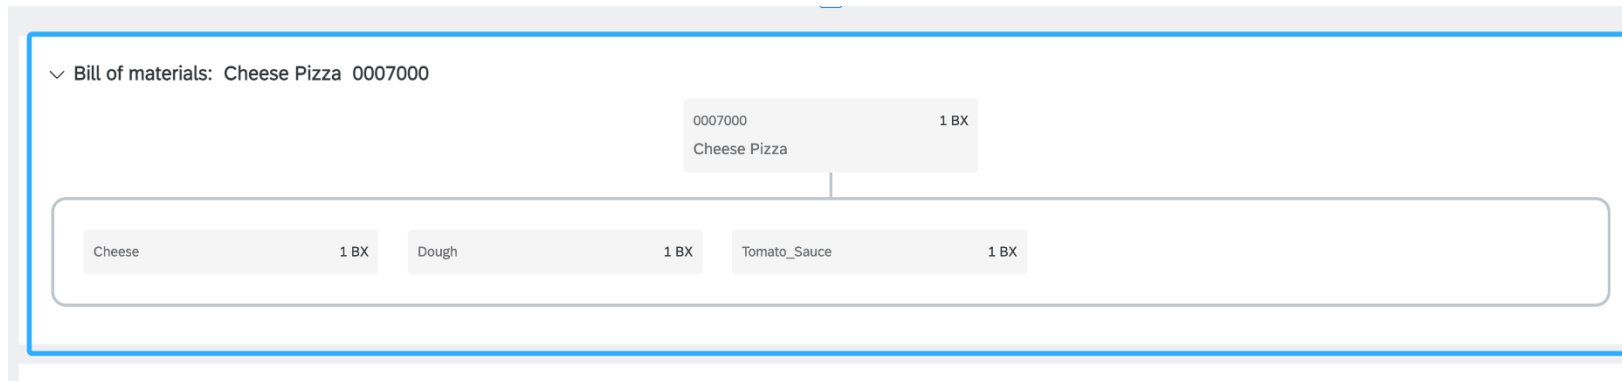 Bill of materials: Cheese Pizza 0007000
0007000 1 BX
Cheese Pizza
Cheese 1 BX Dough 1 BX Tomato_Sauce 1 BX